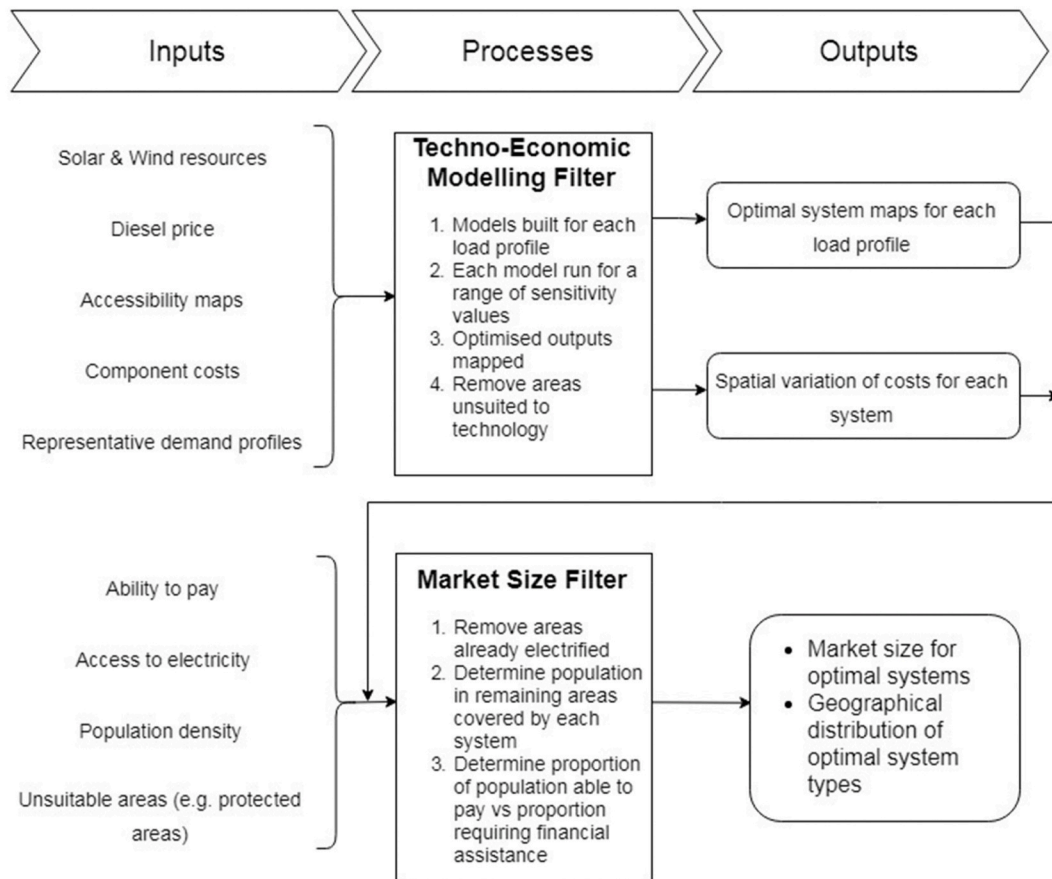 Inputs
Processes
Outputs
Solar & Wind resources
Diesel price
Accessibility maps
Component costs
Representative demand profiles
Techno-Economic
Modelling Filter
1. Models built for each
load profile
2. Each model run for a
range of sensitivity
values
3. Optimised outputs
mapped
4. Remove areas
unsuited to
technology
Optimal system maps for each
load profile
Spatial variation of costs for each
system
Ability to pay
Access to electricity
Population density
Unsuitable areas (e.g. protected
areas)
Market Size Filter
1. Remove areas
already electrified
2. Determine population
in remaining areas
covered by each
system
3. Determine proportion
of population able to
pay vs proportion
requiring financial
assistance
• Market size for
optimal systems
• Geographical
distribution of
optimal system
types